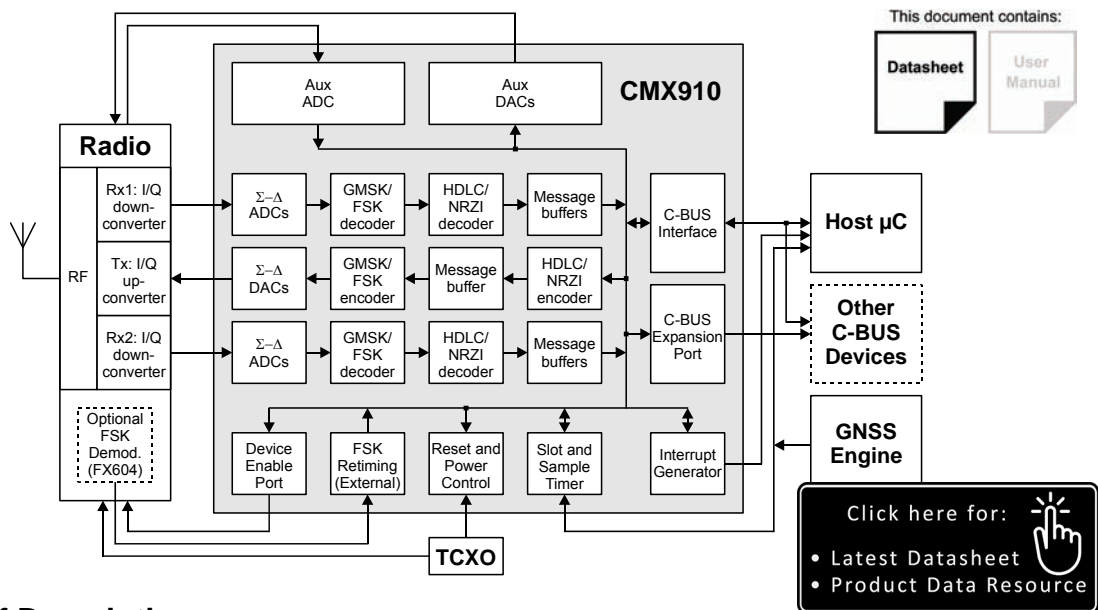 This document contains:
Datasheet
User
Manual
CMX910
Aux
ADC
Aux
DACs
Radio
RF
Rx1: I/Q
down-
converter
Tx: I/Q
up-
converter
Rx2: I/Q
down-
converter
Optional
FSK
Demod.
(FX604)
Σ–Δ
ADCs
GMSK/
FSK
decoder
HDLC/
NRZI
decoder
Message
buffers
Σ–Δ
DACs
GMSK/
FSK
encoder
Message
buffer
HDLC/
NRZI
encoder
Σ–Δ
ADCs
GMSK/
FSK
decoder
HDLC/
NRZI
decoder
Message
buffers
C-BUS
Interface
C-BUS
Expansion
Port
Device
Enable
Port
FSK
Retiming
(External)
Reset and
Power
Control
Slot and
Sample
Timer
Interrupt
Generator
Host µC
Other
C-BUS
Devices
GNSS
Engine
TCXO
Click here for:
• Latest Datasheet
• Product Data Resource